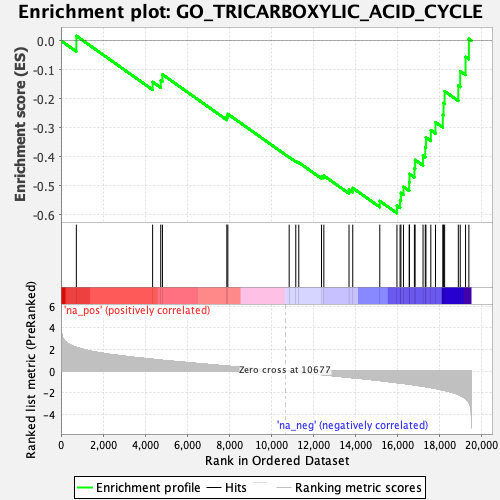 Enrichment plot: GO_TRICARBOXYLIC_ACID_CYCLE
Enrichment score (ES)
0.0
-0.1
-0.2
-0.3
-0.4
-0.5
-0.6
'na_pos' (positively correlated)
Ranked list metric (PreRanked)
6
4
2
0
-2
-4
Zero cross at 10677
'na_neg' (negatively correlated)
0
2,000
4,000
6,000
8,000
10,000
12,000
14,000
16,000
18,000
20,000
Rank in Ordered Dataset
Enrichment profile
Hits
Ranking metric scores